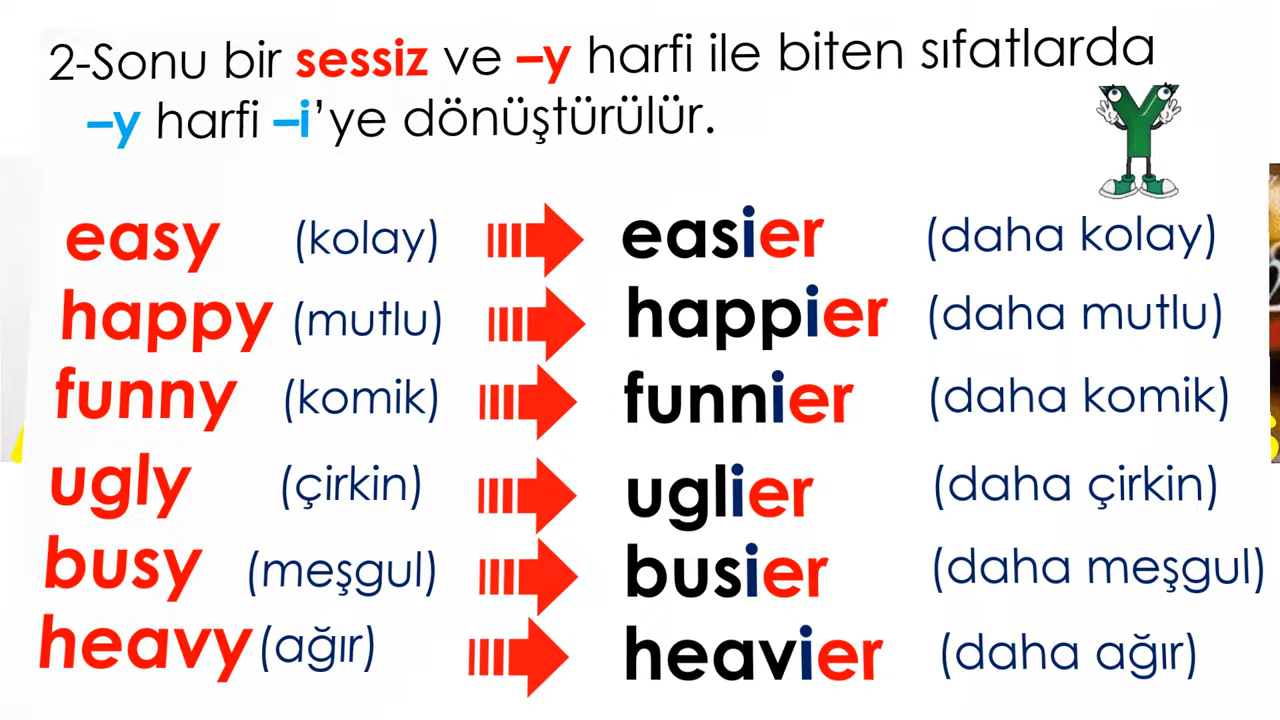 2-Sonu bir sessiz ve –y harfi ile biten sıfatlarda
–y harfi –i’ye dönüştürülür.
easy (kolay) easier (daha kolay)
happy (mutlu) happier (daha mutlu)
funny (komik) funnier (daha komik)
ugly (çirkin) uglier (daha çirkin)
busy (meşgul) busier (daha meşgul)
heavy (ağır) heavier (daha ağır)